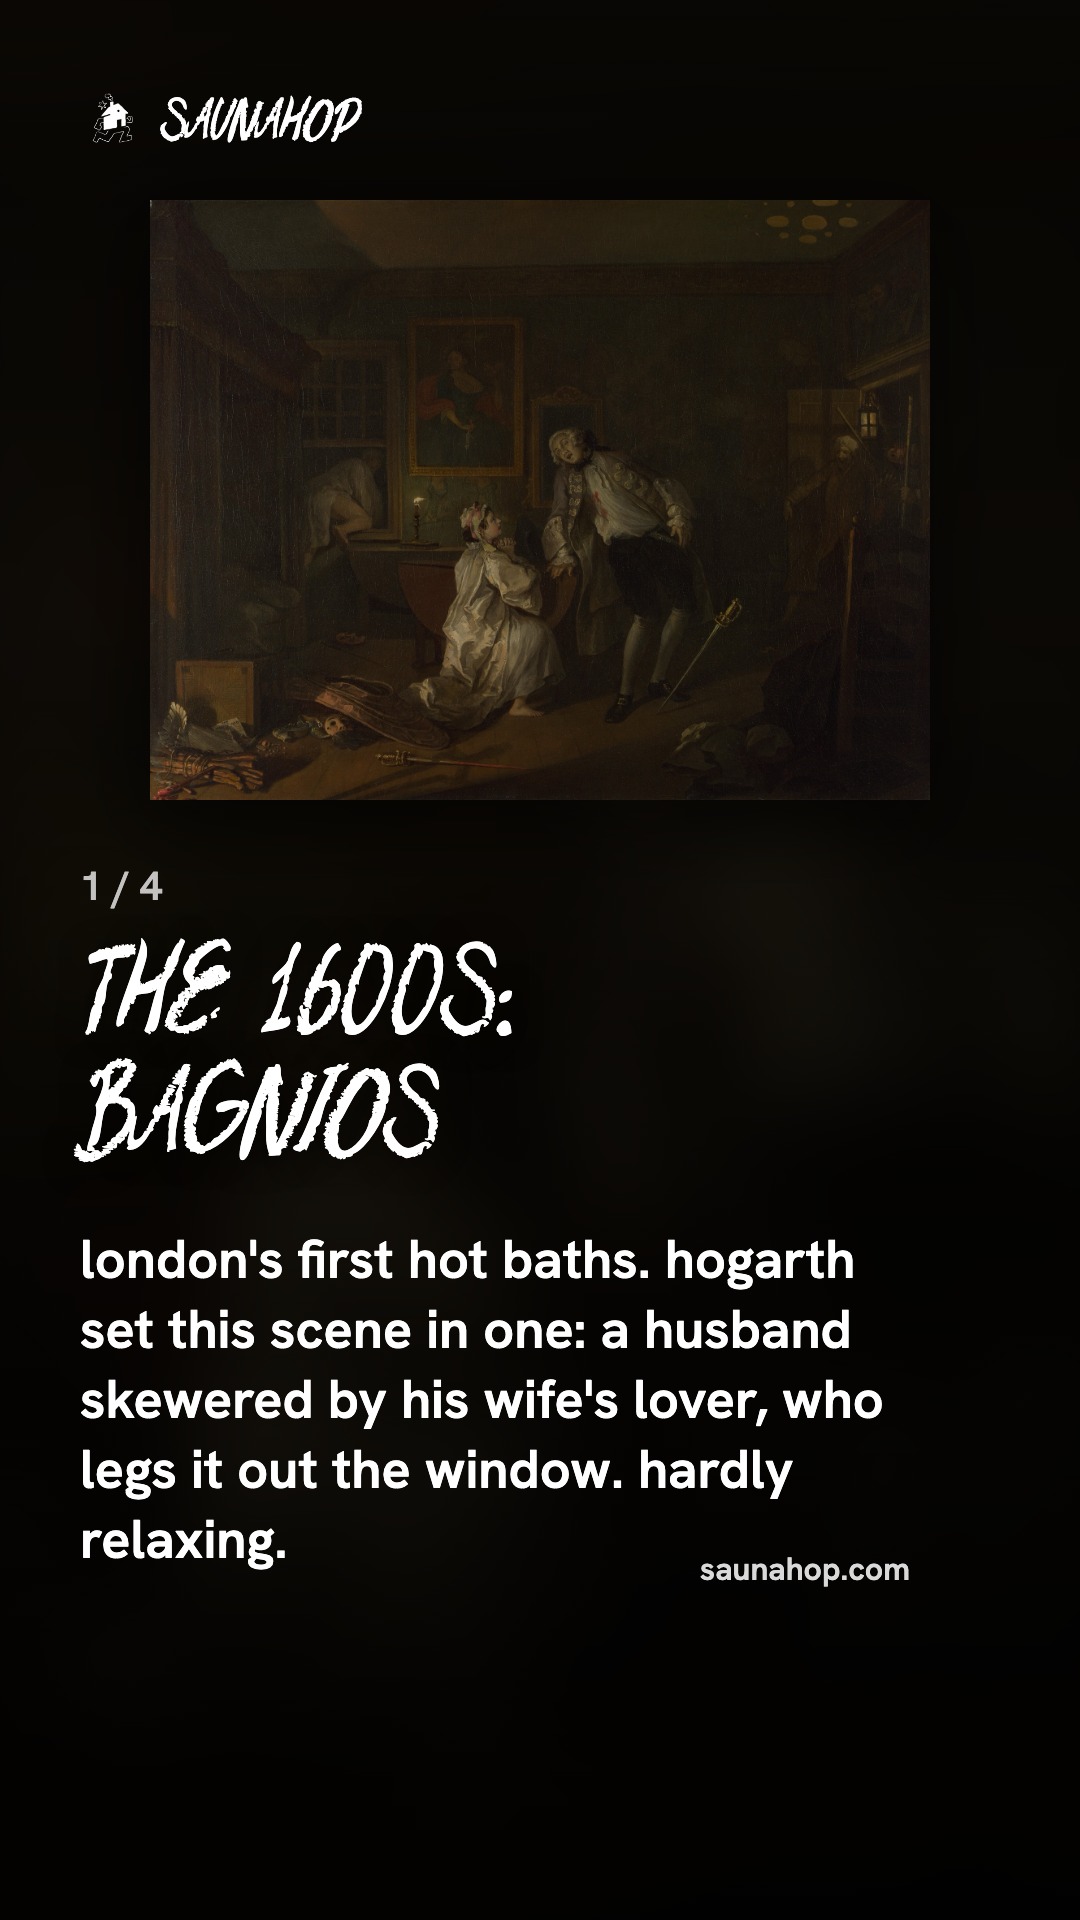 SAUNAHOP
1 / 4
THE 1600S:
BAGNIOS
london's first hot baths. hogarth
set this scene in one: a husband
skewered by his wife's lover, who
legs it out the window. hardly
relaxing.
saunahop.com